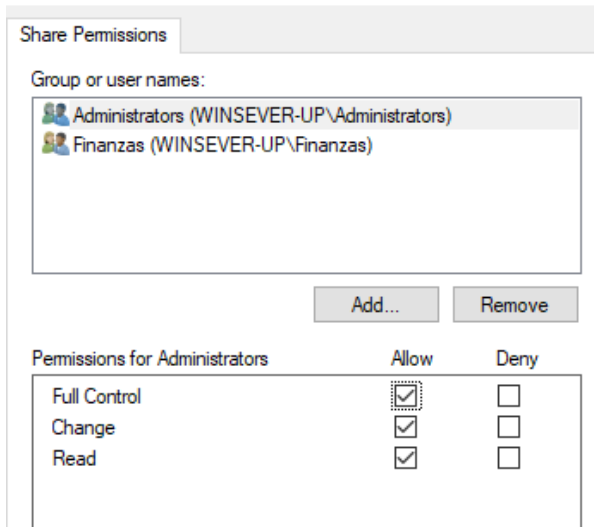 Share Permissions
Group or user names:
Administrators (WINSEVER-UP\Administrators)
Finanzas (WINSEVER-UP\Finanzas)
Add... Remove
Permissions for Administrators Allow Deny
Full Control
Change
Read